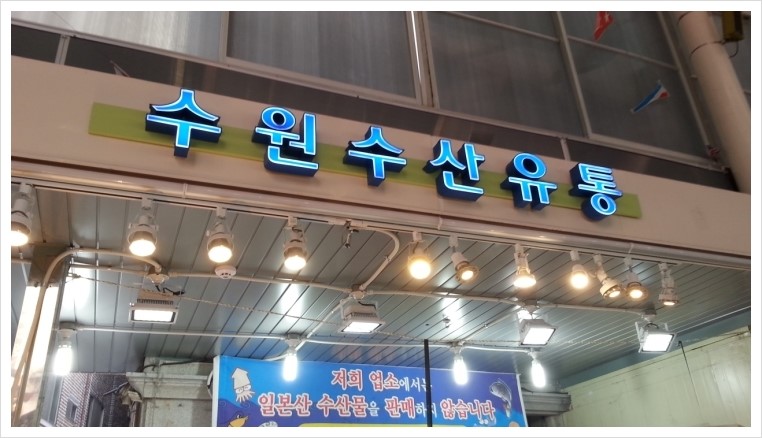 수원수산유통
저희 업소에서는
일본산 수산물을 판매하지 않습니다